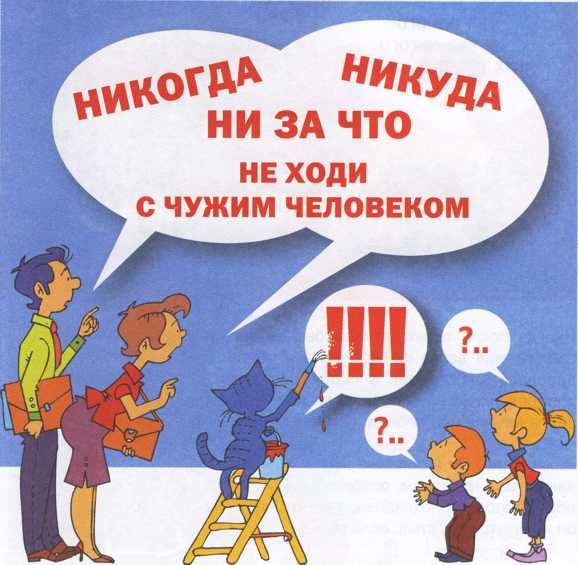 НИКОГДА НИКУДА
НИ ЗА ЧТО
НЕ ХОДИ
С ЧУЖИМ ЧЕЛОВЕКОМ
!!!!
?..
?..